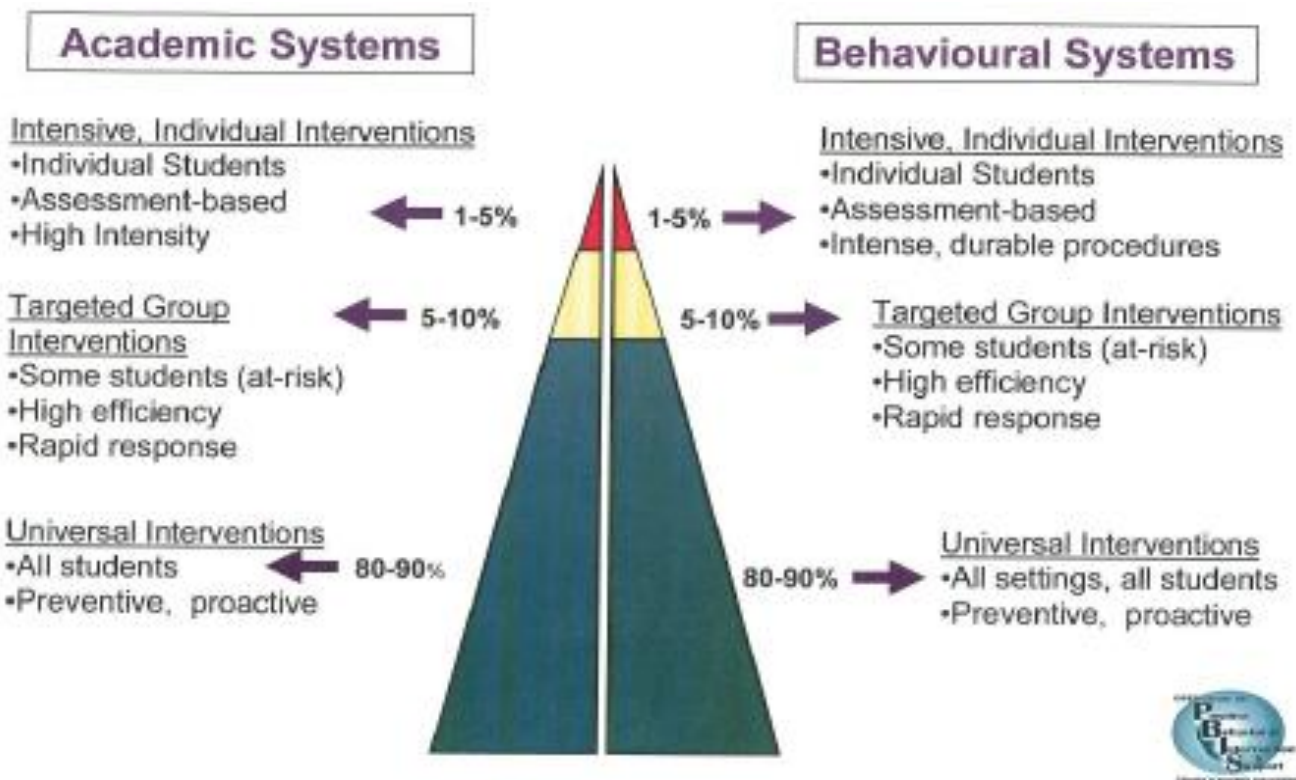 Academic Systems
Intensive, Individual Interventions
•Individual Students
•Assessment-based
•High Intensity
1-5%
Targeted Group
Interventions
•Some students (at-risk)
•High efficiency
•Rapid response
5-10%
Universal Interventions
•All students
•Preventive, proactive
80-90%
Behavioural Systems
Intensive, Individual Interventions
•Individual Students
•Assessment-based
•Intense, durable procedures
1-5%
Targeted Group Interventions
•Some students (at-risk)
•High efficiency
•Rapid response
5-10%
Universal Interventions
•All settings, all students
•Preventive, proactive
80-90%
Positive
Behavioral
Support